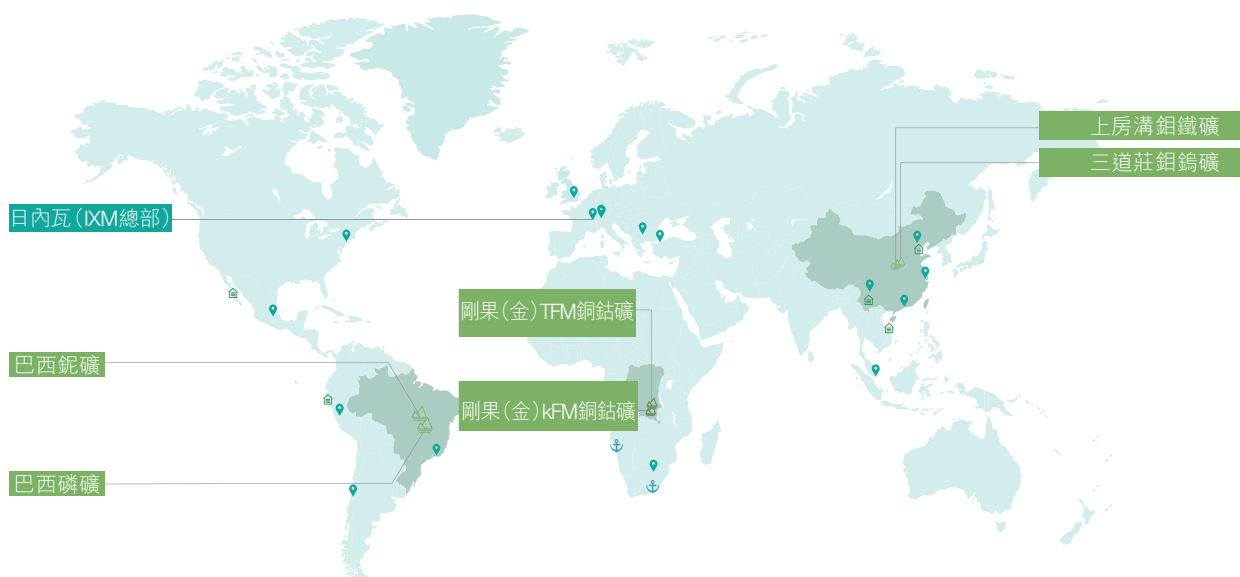 上房溝鉬鐵礦
三道莊鉬鎢礦
日內瓦（IXM總部）
剛果（金）TFM銅鈷礦
巴西鈮礦
剛果（金）kFM銅鈷礦
巴西磷礦